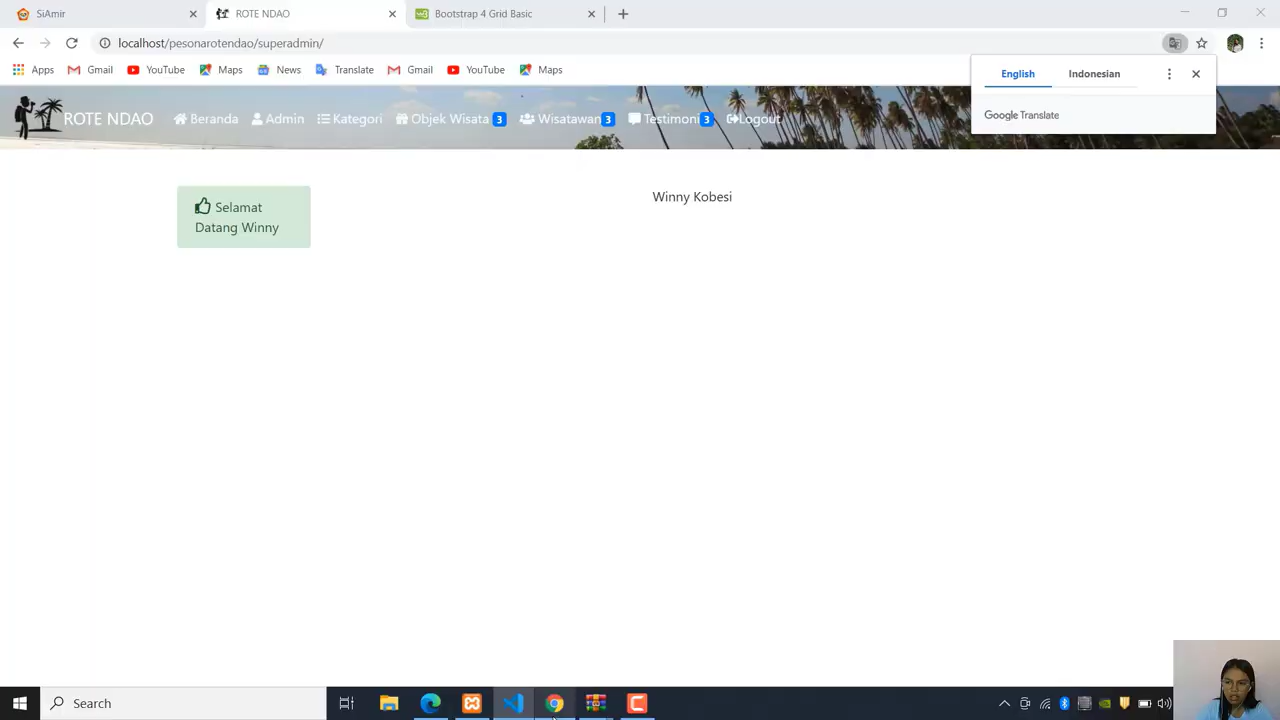 SiAmir
ROTE NDAO
Bootstrap 4 Grid Basic
localhost/pesonarotendao/superadmin/
Apps
Gmail
YouTube
Maps
News
Translate
Gmail
YouTube
Maps
English
Indonesian
Google Translate
ROTE NDAO
Beranda
Admin
Kategori
Objek Wisata 3
Wisatawan 3
Testimoni 3
Logout
Selamat
Datang Winny
Winny Kobesi
Search